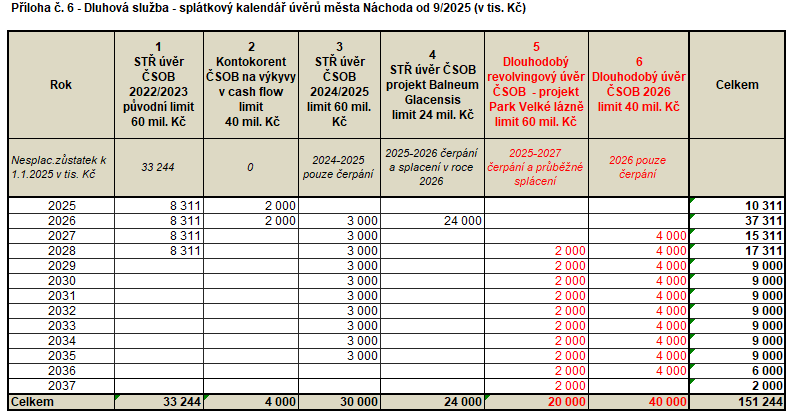 Příloha č. 6 - Dluhová služba - splátkový kalendář úvěrů města Náchoda od 9/2025 (v tis. Kč)
Rok | 1 STŘ úvěr ČSOB 2022/2023 původní limit 60 mil. Kč | 2 Kontokorent ČSOB na výkyvy v cash flow limit 40 mil. Kč | 3 STŘ úvěr ČSOB 2024/2025 limit 60 mil. Kč | 4 STŘ úvěr ČSOB projekt Balneum Glacensis limit 24 mil. Kč | 5 Dlouhodobý revolvingový úvěr ČSOB - projekt Park Velké lázně limit 60 mil. Kč | 6 Dlouhodobý úvěr ČSOB 2026 limit 40 mil. Kč | Celkem
Nesplac.zůstatek k 1.1.2025 v tis. Kč | 33 244 | 0 | 2024-2025 pouze čerpání | 2025-2026 čerpání a splacení v roce 2026 | 2025-2027 čerpání a průběžné splácení | 2026 pouze čerpání
2025 | 8 311 | 2 000 | | | | | 10 311
2026 | 8 311 | 2 000 | 3 000 | 24 000 | | | 37 311
2027 | 8 311 | | 3 000 | | | 4 000 | 15 311
2028 | 8 311 | | 3 000 | | 2 000 | 4 000 | 17 311
2029 | | | 3 000 | | 2 000 | 4 000 | 9 000
2030 | | | 3 000 | | 2 000 | 4 000 | 9 000
2031 | | | 3 000 | | 2 000 | 4 000 | 9 000
2032 | | | 3 000 | | 2 000 | 4 000 | 9 000
2033 | | | 3 000 | | 2 000 | 4 000 | 9 000
2034 | | | 3 000 | | 2 000 | 4 000 | 9 000
2035 | | | 3 000 | | 2 000 | 4 000 | 9 000
2036 | | | | | 2 000 | 4 000 | 6 000
2037 | | | | | 2 000 | | 2 000
Celkem | 33 244 | 4 000 | 30 000 | 24 000 | 20 000 | 40 000 | 151 244